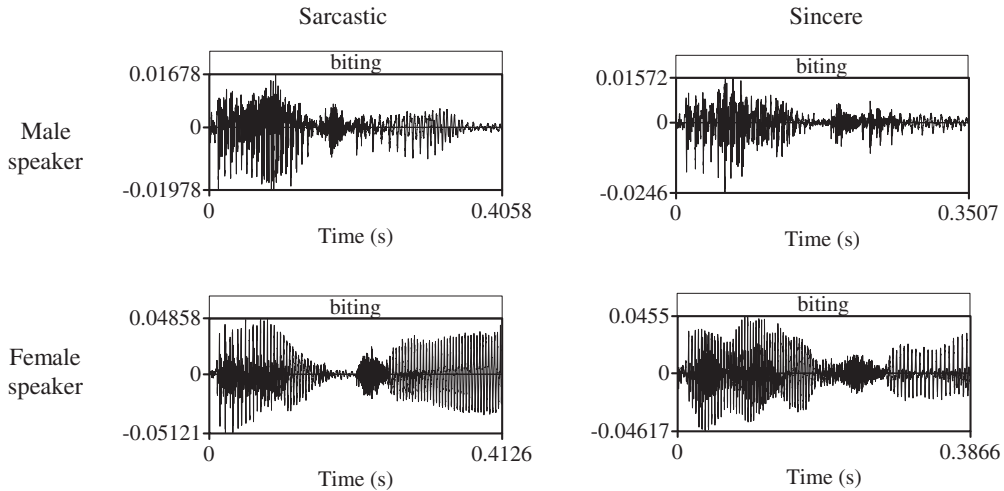 Sarcastic Sincere
biting biting
0.01678 0.01572
Male
speaker
0 0
-0.01978 -0.0246
0 0.4058 0 0.3507
Time (s) Time (s)
biting biting
0.04858 0.0455
Female
speaker
0 0
-0.05121 -0.04617
0 0.4126 0 0.3866
Time (s) Time (s)